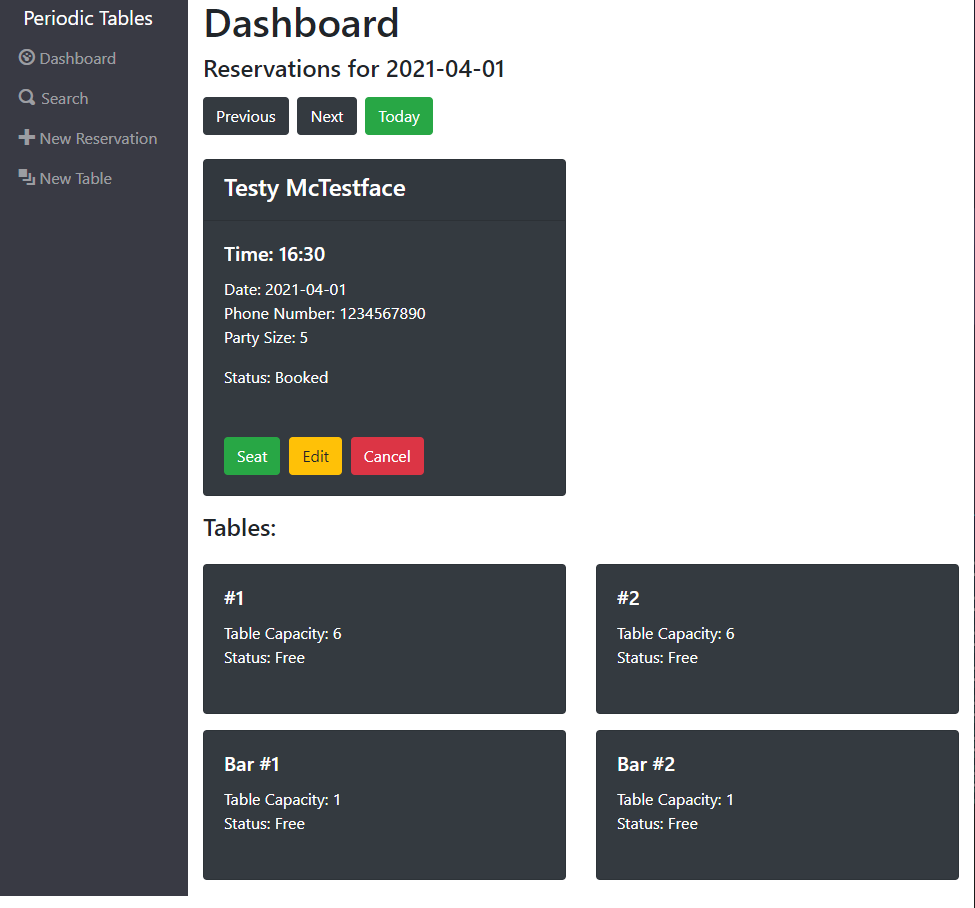 Periodic Tables
Dashboard
Search
New Reservation
New Table
Dashboard
Reservations for 2021-04-01
Previous
Next
Today
Testy McTestface
Time: 16:30
Date: 2021-04-01
Phone Number: 1234567890
Party Size: 5
Status: Booked
Seat
Edit
Cancel
Tables:
#1
Table Capacity: 6
Status: Free
#2
Table Capacity: 6
Status: Free
Bar #1
Table Capacity: 1
Status: Free
Bar #2
Table Capacity: 1
Status: Free